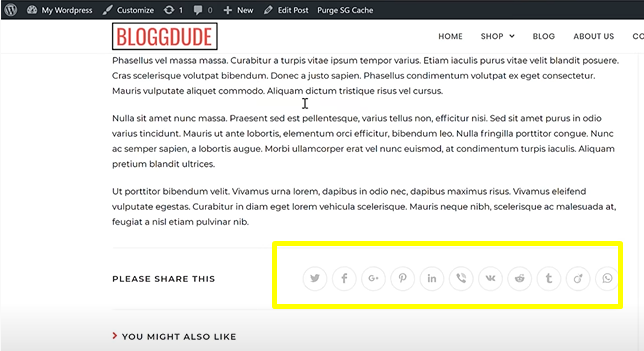 My Wordpress Customize 1 0 New Edit Post Purge SG Cache
BLOGGDUDE HOME SHOP BLOG ABOUT US CO
Phasellus vel massa massa. Curabitur a turpis vitae ipsum tempor varius. Etiam iaculis purus vitae velit blandit posuere.
Cras scelerisque volutpat bibendum. Donec a justo sapien. Phasellus condimentum volutpat ex eget consectetur.
Mauris vulputate aliquet commodo. Aliquam dictum tristique risus vel cursus.
Nulla sit amet nunc massa. Praesent sed est pellentesque, varius tellus non, efficitur nisi. Sed sit amet purus in odio
varius tincidunt. Mauris ut ante lobortis, elementum orci efficitur, bibendum leo. Nulla fringilla porttitor congue. Nunc
ac semper sapien, a lobortis augue. Morbi ullamcorper erat vel nunc euismod, at condimentum turpis iaculis. Aliquam
pretium blandit ultrices.
Ut porttitor bibendum velit. Vivamus urna lorem, dapibus in odio nec, dapibus maximus risus. Vivamus eleifend
vulputate egestas. Curabitur in diam eget lorem vehicula scelerisque. Mauris neque nibh, scelerisque ac malesuada at,
feugiat a nisl etiam pulvinar nib.
PLEASE SHARE THIS
YOU MIGHT ALSO LIKE